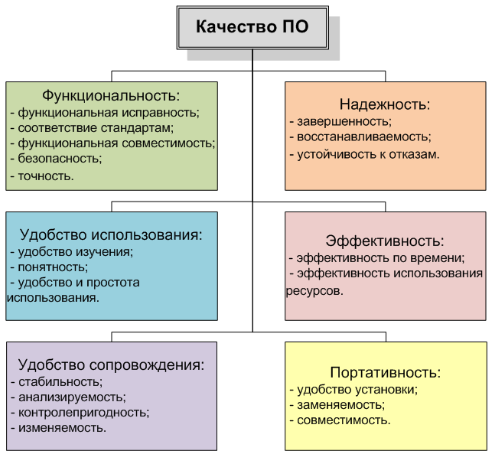 Качество ПО
Функциональность:
- функциональная исправность;
- соответствие стандартам;
- функциональная совместимость;
- безопасность;
- точность.
Надежность:
- завершенность;
- восстанавливаемость;
- устойчивость к отказам.
Удобство использования:
- удобство изучения;
- понятность;
- удобство и простота
использования.
Эффективность:
- эффективность по времени;
- эффективность использования
ресурсов.
Удобство сопровождения:
- стабильность;
- анализируемость;
- контролепригодность;
- изменяемость.
Портативность:
- удобство установки;
- заменяемость;
- совместимость.